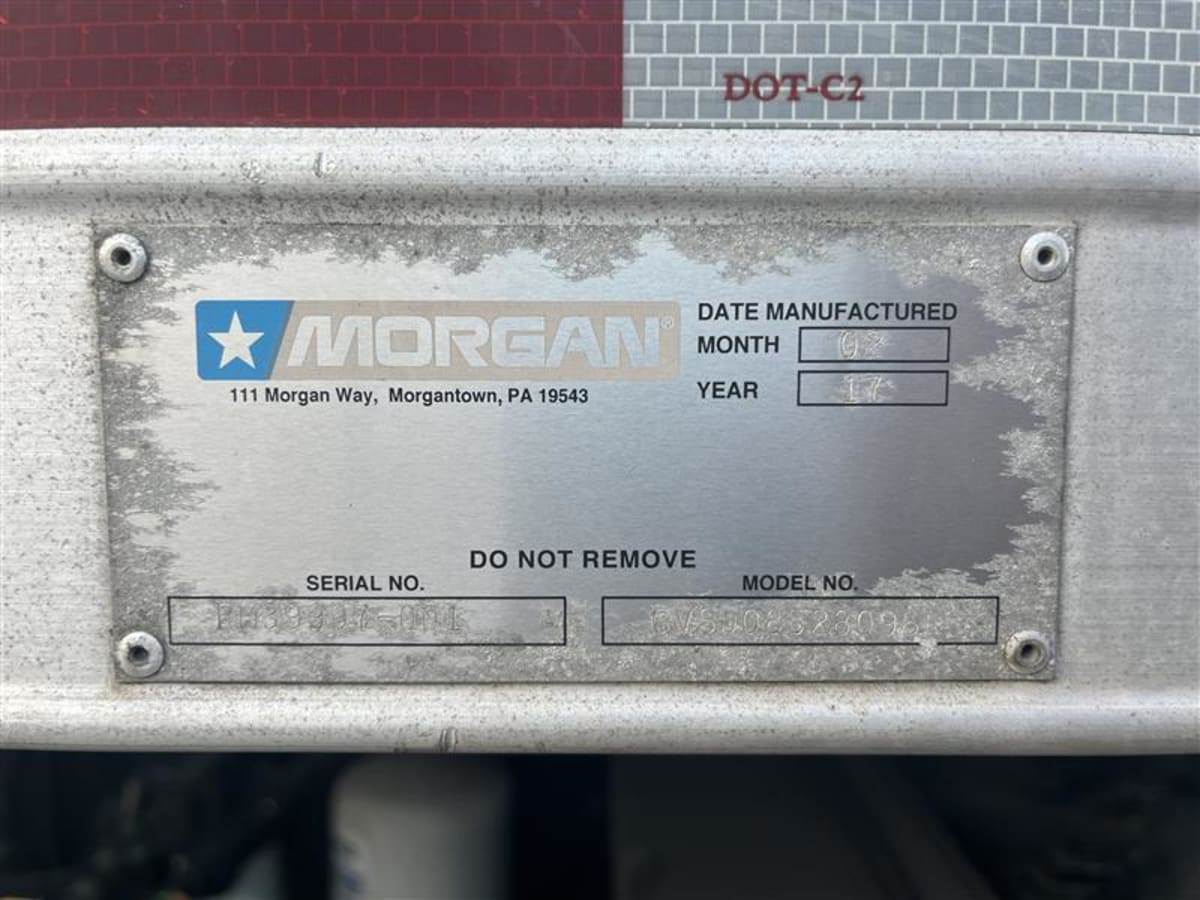 DOT-C2
MORGAN®
111 Morgan Way, Morgantown, PA 19543
DATE MANUFACTURED
MONTH 02
YEAR 17
DO NOT REMOVE
SERIAL NO.
MODEL NO.